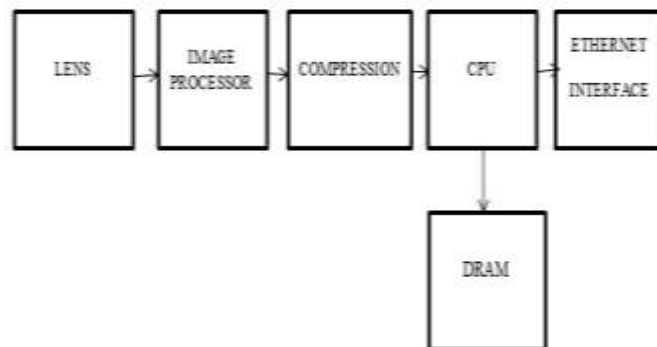 LENS
IMAGE
PROCESSOR
COMPRESSION
CPU
ETHERNET
INTERFACE
DRAM